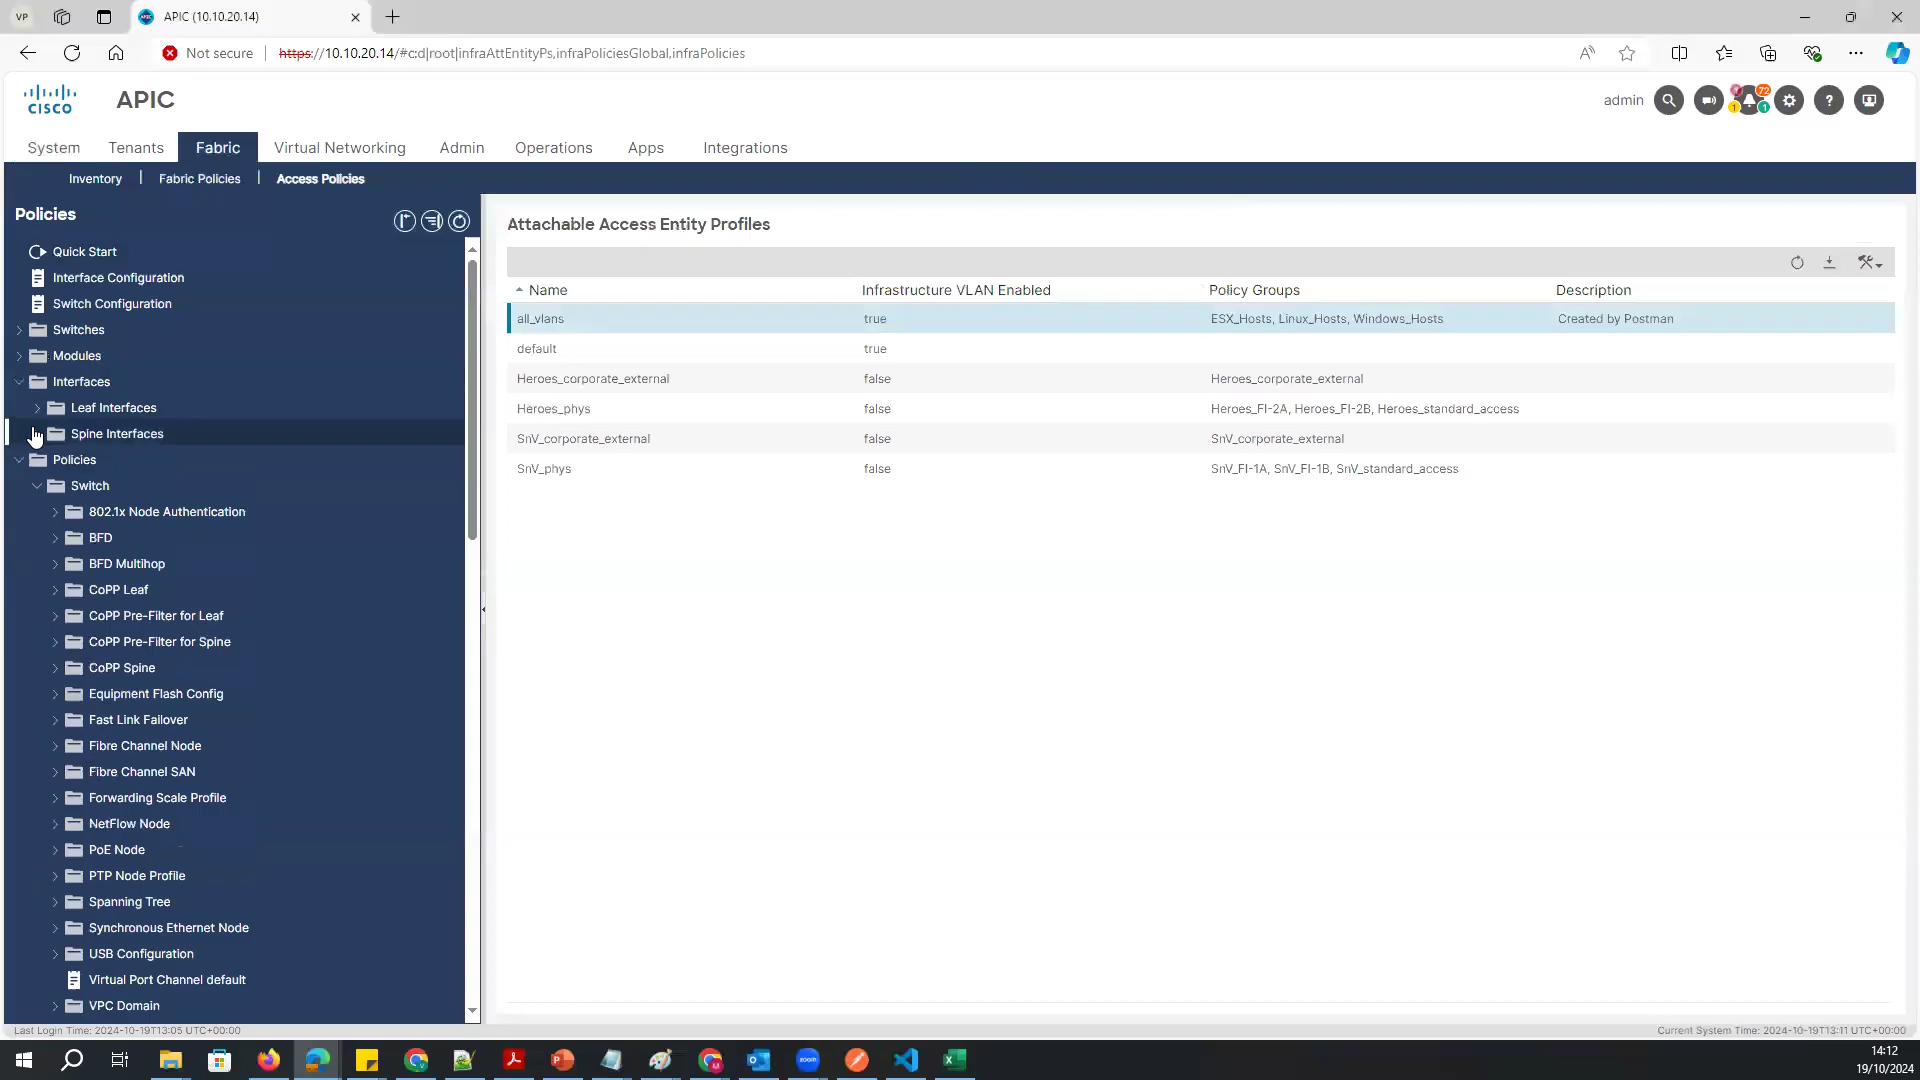 VP
APIC (10.10.20.14)
Not secure
https://10.10.20.14/#c:d|root|infraAttEntityPs,infraPoliciesGlobal,infraPolicies
CISCO
APIC
admin
72
1
1
System
Tenants
Fabric
Virtual Networking
Admin
Operations
Apps
Integrations
Inventory
Fabric Policies
Access Policies
Policies
Quick Start
Interface Configuration
Switch Configuration
Switches
Modules
Interfaces
Leaf Interfaces
Spine Interfaces
Policies
Switch
802.1x Node Authentication
BFD
BFD Multihop
CoPP Leaf
CoPP Pre-Filter for Leaf
CoPP Pre-Filter for Spine
CoPP Spine
Equipment Flash Config
Fast Link Failover
Fibre Channel Node
Fibre Channel SAN
Forwarding Scale Profile
NetFlow Node
PoE Node
PTP Node Profile
Spanning Tree
Synchronous Ethernet Node
USB Configuration
Virtual Port Channel default
VPC Domain
Attachable Access Entity Profiles
Name Infrastructure VLAN Enabled Policy Groups Description
all_vlans true ESX_Hosts, Linux_Hosts, Windows_Hosts Created by Postman
default true
Heroes_corporate_external false Heroes_corporate_external
Heroes_phys false Heroes_FI-2A, Heroes_FI-2B, Heroes_standard_access
SnV_corporate_external false SnV_corporate_external
SnV_phys false SnV_FI-1A, SnV_FI-1B, SnV_standard_access
Last Login Time: 2024-10-19T13:05 UTC+00:00
Current System Time: 2024-10-19T13:11 UTC+00:00
zoom
14:12
19/10/2024